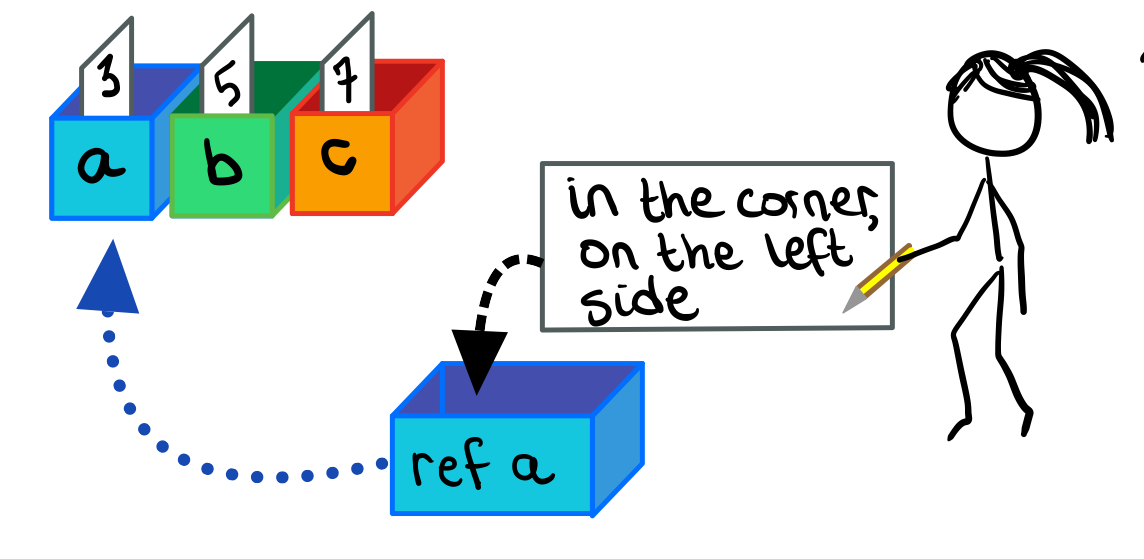 3 5 7
a b c
in the corner,
on the left
side
ref a